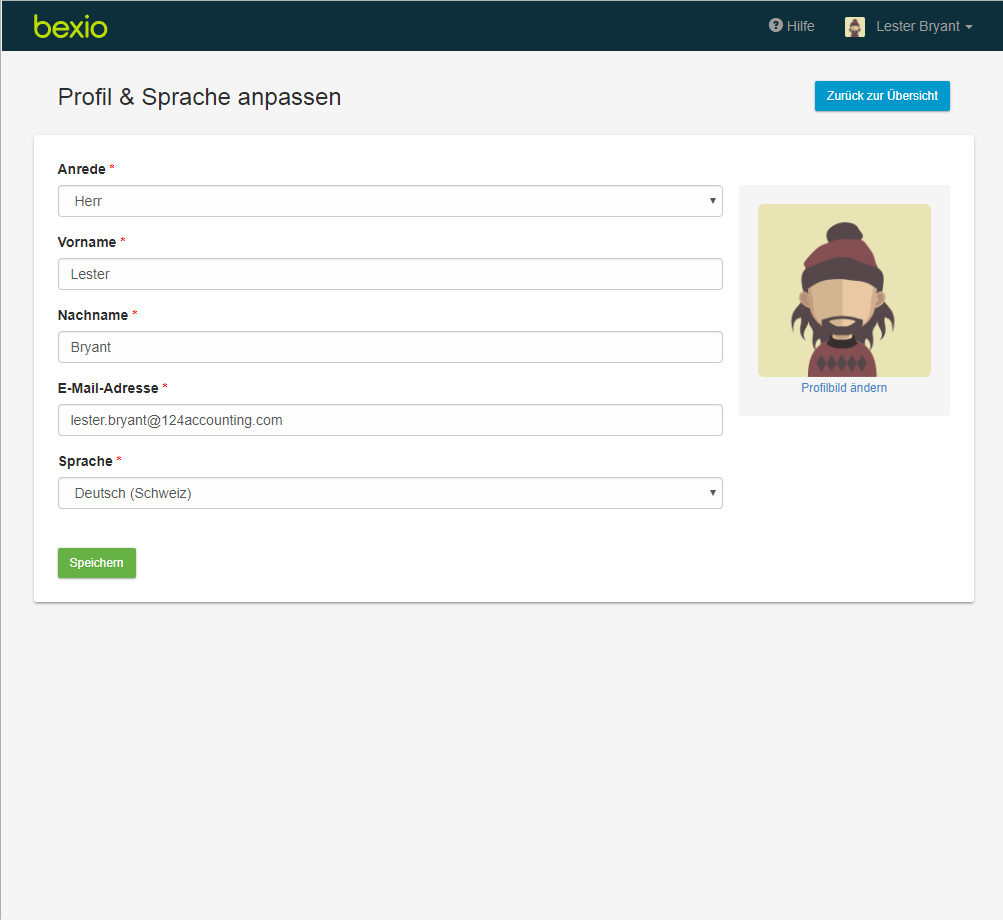 bexio
Hilfe
Lester Bryant
Profil & Sprache anpassen
Zurück zur Übersicht
Anrede *
Herr
Vorname *
Lester
Nachname *
Bryant
E-Mail-Adresse *
lester.bryant@124accounting.com
Sprache *
Deutsch (Schweiz)
Profilbild ändern
Speichern